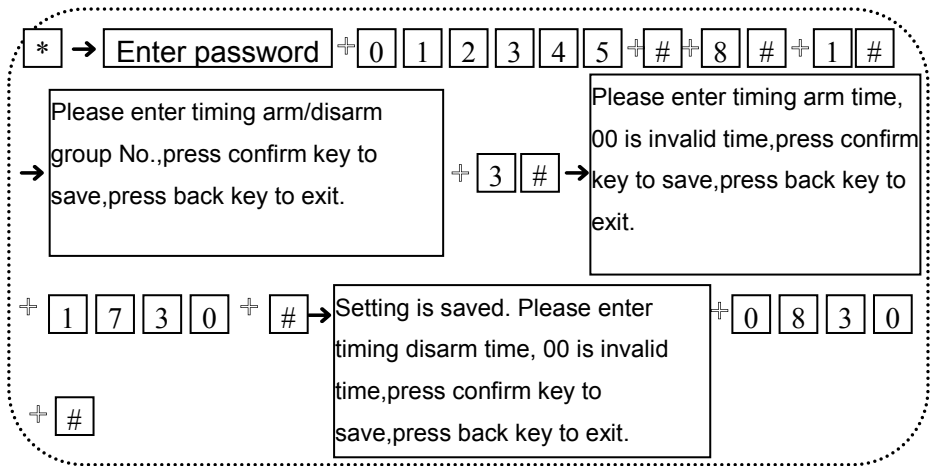 * → Enter password + 0 1 2 3 4 5 + # + 8 # + 1 #
→ Please enter timing arm/disarm
group No.,press confirm key to
save,press back key to exit.
+ 3 # → Please enter timing arm time,
00 is invalid time,press confirm
key to save,press back key to
exit.
+ 1 7 3 0 + # → Setting is saved. Please enter
timing disarm time, 00 is invalid
time,press confirm key to
save,press back key to exit.
+ 0 8 3 0
+ #